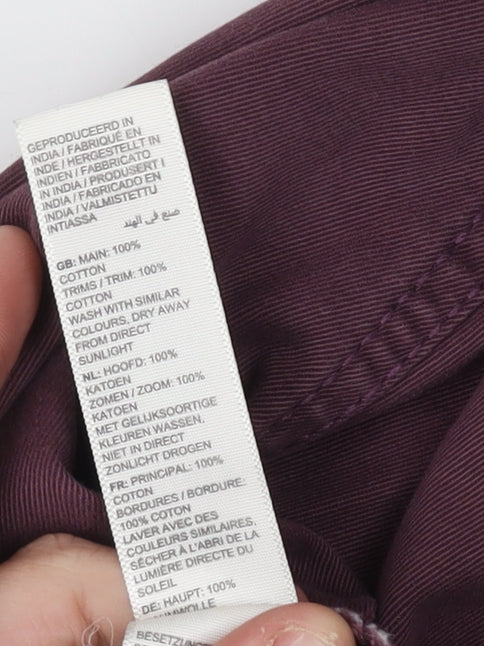 GEPRODUCEERD IN
INDIA / FABRIQUÉ EN
INDE / HERGESTELLT IN
INDIEN / FABBRICATO
IN INDIA / PRODUSERT I
INDIA / FABRICADO EN
INDIA / VALMISTETTU
INTIASSA
صنع في الهند
GB: MAIN: 100%
COTTON
TRIMS / TRIM: 100%
COTTON
WASH WITH SIMILAR
COLOURS, DRY AWAY
FROM DIRECT
SUNLIGHT
NL: HOOFD: 100%
KATOEN
ZOMEN / ZOOM: 100%
KATOEN
MET GELIJKSOORTIGE
KLEUREN WASSEN,
NIET IN DIRECT
ZONLICHT DROGEN
FR: PRINCIPAL: 100%
COTON
BORDURES / BORDURE:
100% COTON
LAVER AVEC DES
COULEURS SIMILAIRES,
SÉCHER À L'ABRI DE LA
LUMIÈRE DIRECTE DU
SOLEIL
DE: HAUPT: 100%